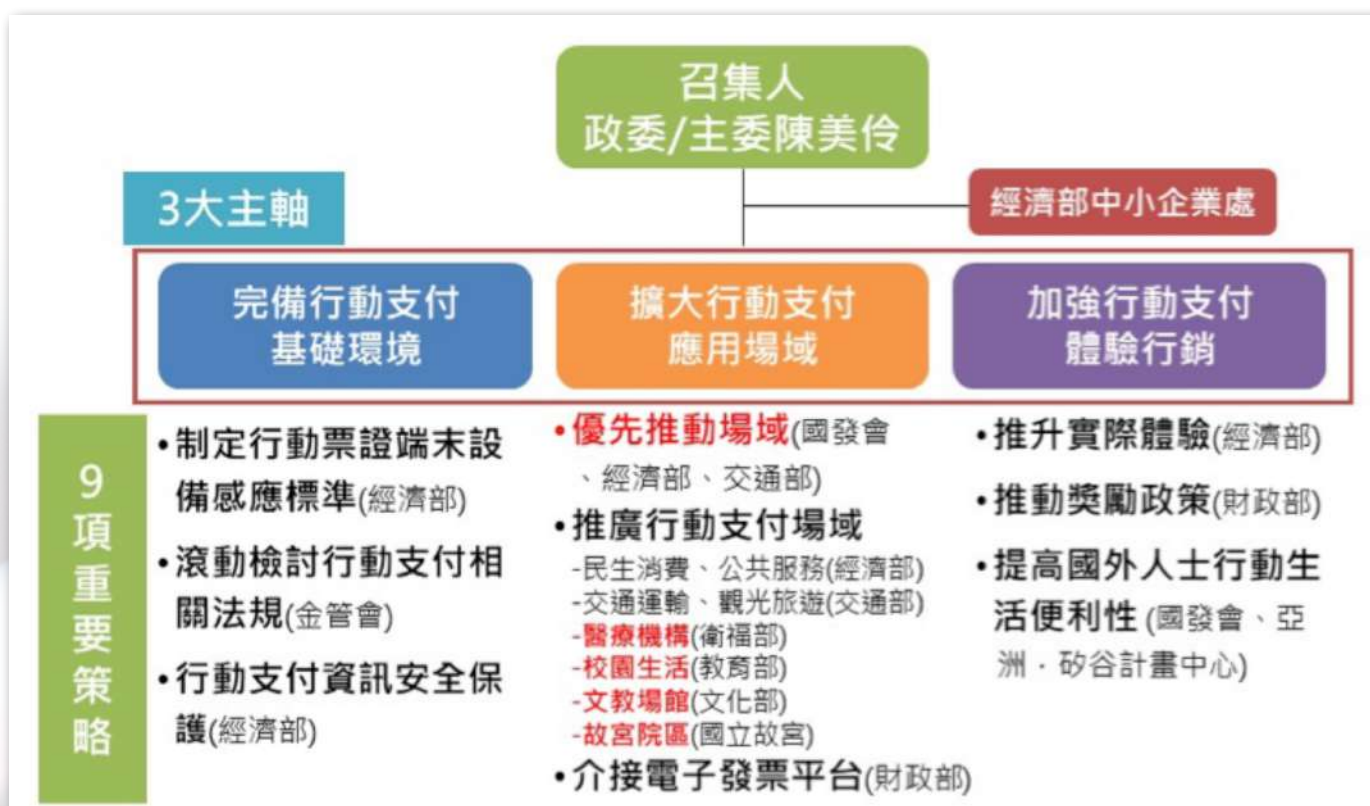 召集人
政委/主委陳美伶
3大主軸
經濟部中小企業處
完備行動支付
基礎環境
擴大行動支付
應用場域
加強行動支付
體驗行銷
9項重要策略
•制定行動票證端末設
備感應標準(經濟部)
•滾動檢討行動支付相
關法規(金管會)
•行動支付資訊安全保
護(經濟部)
•優先推動場域(國發會
、經濟部、交通部)
•推廣行動支付場域
-民生消費、公共服務(經濟部)
-交通運輸、觀光旅遊(交通部)
-醫療機構(衛福部)
-校園生活(教育部)
-文教場館(文化部)
-故宮院區(國立故宮)
•介接電子發票平台(財政部)
•推升實際體驗(經濟部)
•推動獎勵政策(財政部)
•提高國外人士行動生
活便利性(國發會、亞
洲．矽谷計畫中心)